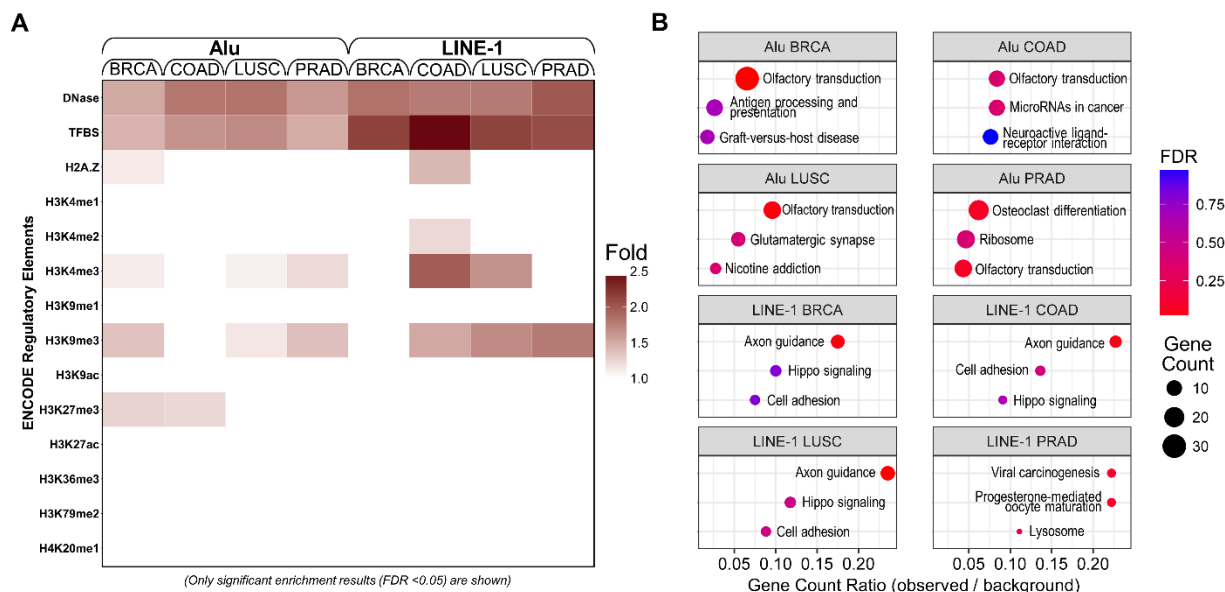 A
Alu
LINE-1
BRCA
COAD
LUSC
PRAD
BRCA
COAD
LUSC
PRAD
ENCODE Regulatory Elements
DNase
TFBS
H2A.Z
H3K4me1
H3K4me2
H3K4me3
H3K9me1
H3K9me3
H3K9ac
H3K27me3
H3K27ac
H3K36me3
H3K79me2
H4K20me1
(Only significant enrichment results (FDR <0.05) are shown)
Fold
2.5
2.0
1.5
1.0
B
Alu BRCA
Olfactory transduction
Antigen processing and
presentation
Graft-versus-host disease
Alu COAD
Olfactory transduction
MicroRNAs in cancer
Neuroactive ligand-
receptor interaction
Alu LUSC
Olfactory transduction
Glutamatergic synapse
Nicotine addiction
Alu PRAD
Osteoclast differentiation
Ribosome
Olfactory transduction
LINE-1 BRCA
Axon guidance
Hippo signaling
Cell adhesion
LINE-1 COAD
Axon guidance
Cell adhesion
Hippo signaling
LINE-1 LUSC
Axon guidance
Hippo signaling
Cell adhesion
LINE-1 PRAD
Viral carcinogenesis
Progesterone-mediated
oocyte maturation
Lysosome
0.05 0.10 0.15 0.20
0.05 0.10 0.15 0.20
Gene Count Ratio (observed / background)
FDR
0.75
0.50
0.25
Gene
Count
10
20
30